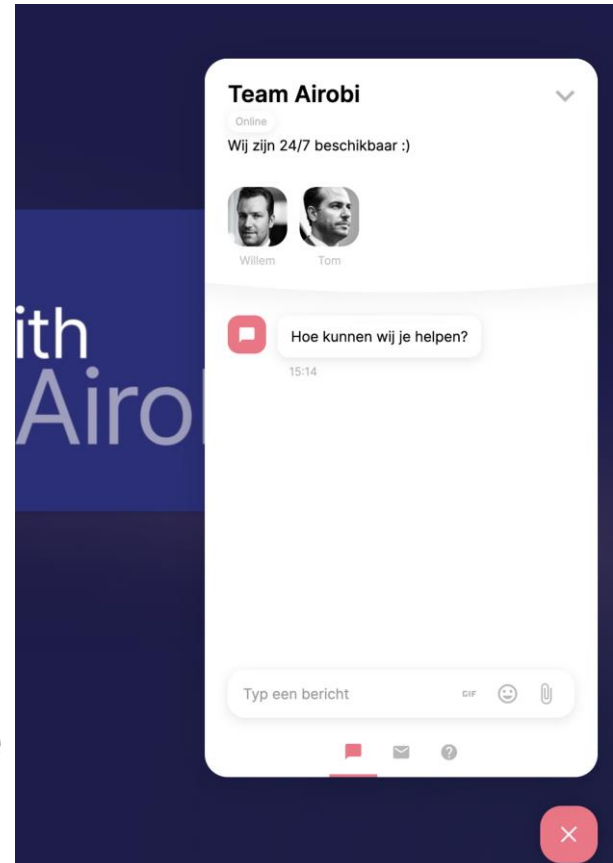 Team Airobi
Online
Wij zijn 24/7 beschikbaar :)
Willem Tom
ith
Airo
Hoe kunnen wij je helpen?
15:14
Typ een bericht GIF